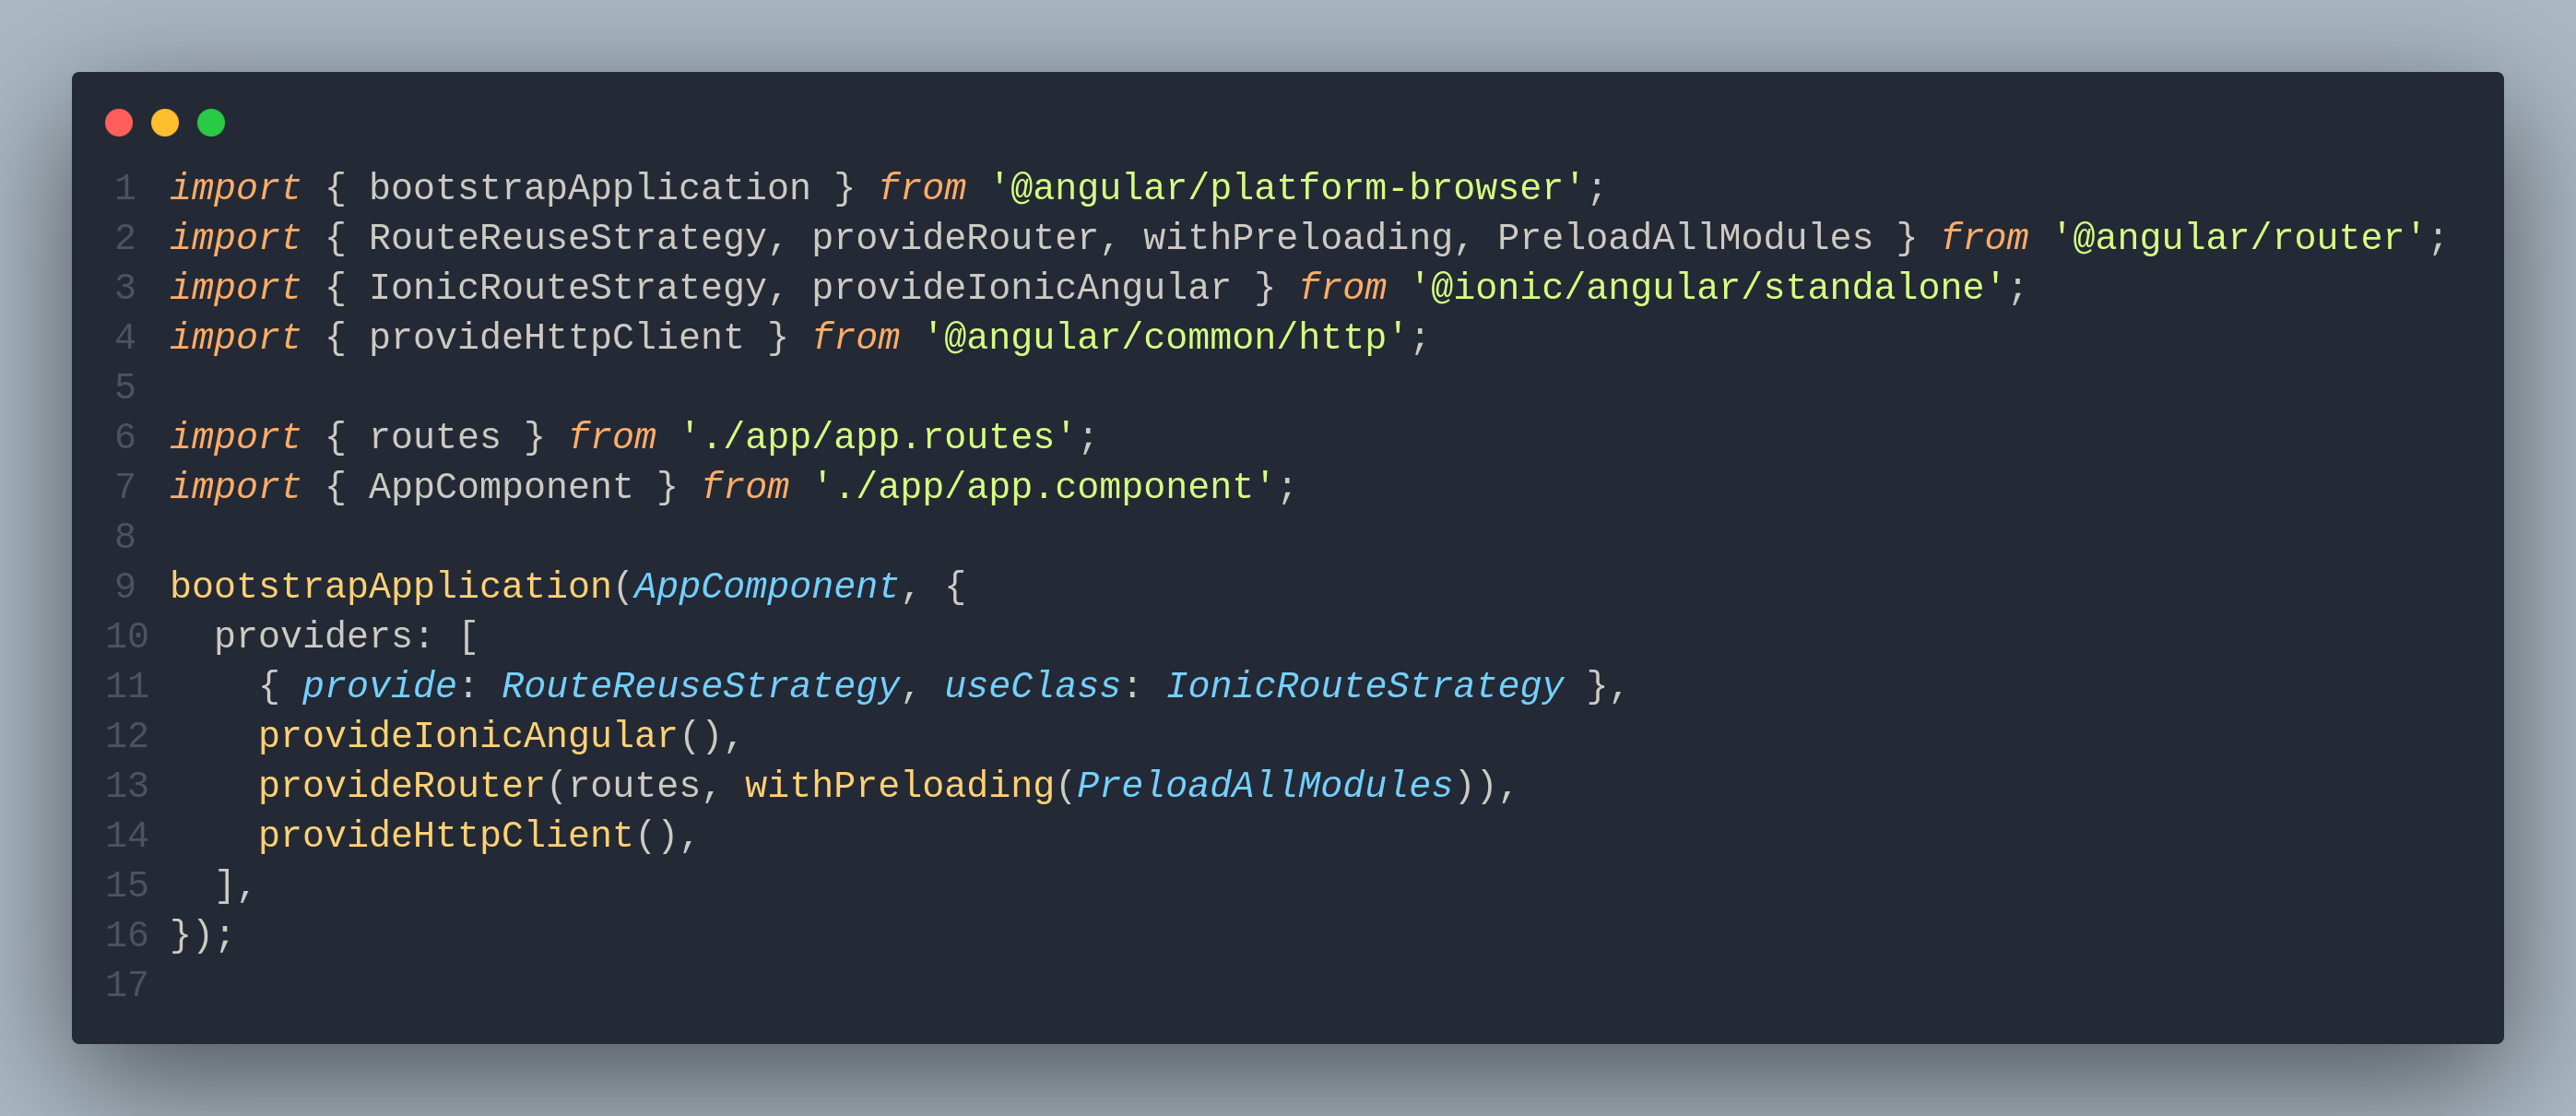 1 import { bootstrapApplication } from '@angular/platform-browser';
2 import { RouteReuseStrategy, provideRouter, withPreloading, PreloadAllModules } from '@angular/router';
3 import { IonicRouteStrategy, provideIonicAngular } from '@ionic/angular/standalone';
4 import { provideHttpClient } from '@angular/common/http';
5
6 import { routes } from './app/app.routes';
7 import { AppComponent } from './app/app.component';
8
9 bootstrapApplication(AppComponent, {
10   providers: [
11     { provide: RouteReuseStrategy, useClass: IonicRouteStrategy },
12     provideIonicAngular(),
13     provideRouter(routes, withPreloading(PreloadAllModules)),
14     provideHttpClient(),
15   ],
16 });
17